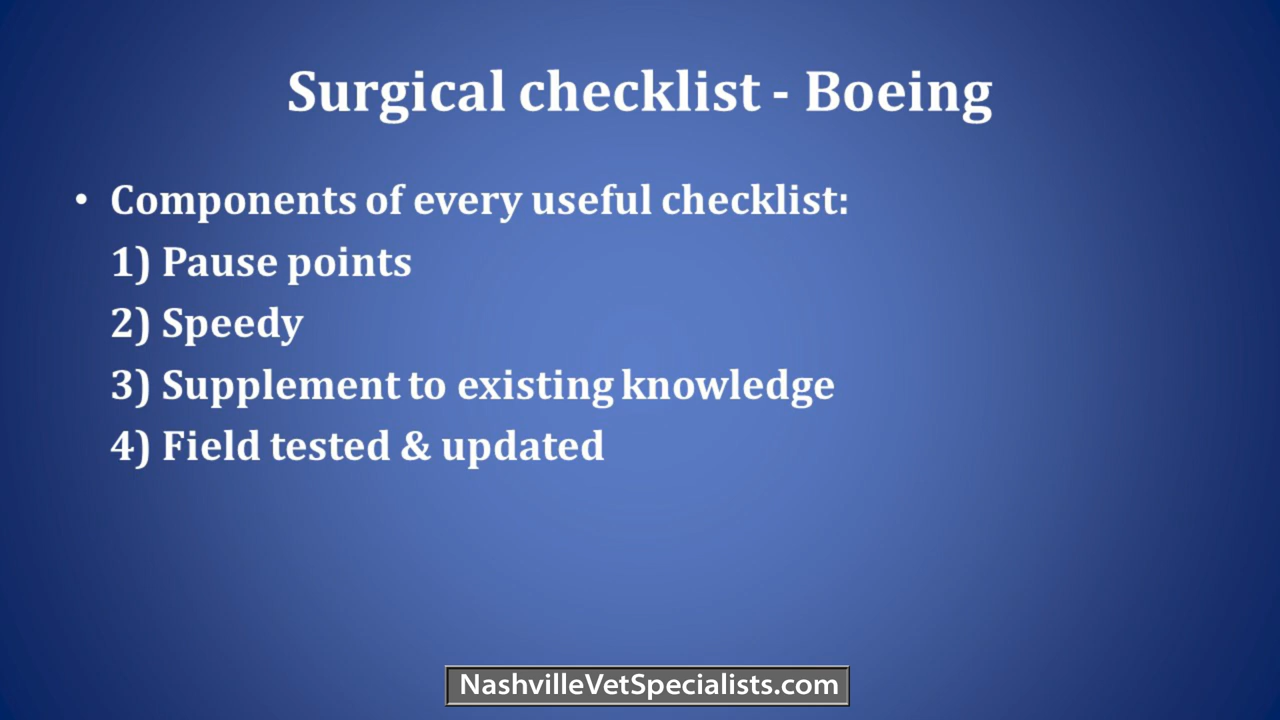 Surgical checklist - Boeing
• Components of every useful checklist:
1) Pause points
2) Speedy
3) Supplement to existing knowledge
4) Field tested & updated
NashvilleVetSpecialists.com